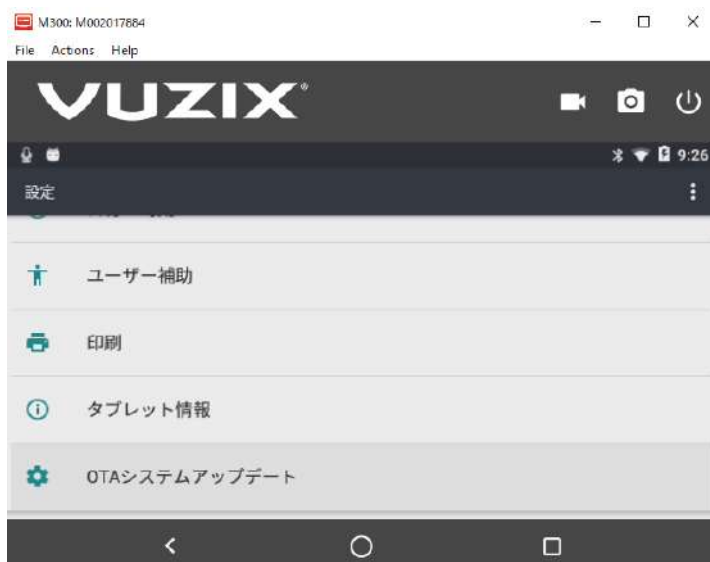 M300: M002017884
File Actions Help
VUZIX®
9:26
設定
ユーザー補助
印刷
タブレット情報
OTAシステムアップデート